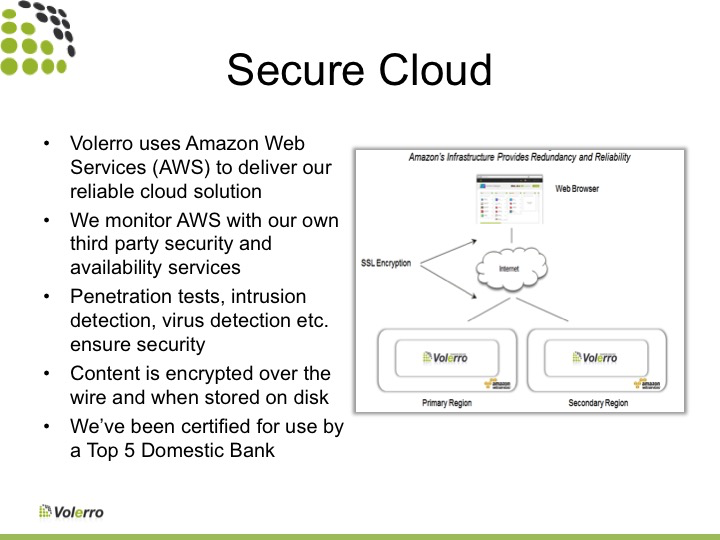 Secure Cloud
• Volerro uses Amazon Web
Services (AWS) to deliver our
reliable cloud solution
• We monitor AWS with our own
third party security and
availability services
• Penetration tests, intrusion
detection, virus detection etc.
ensure security
• Content is encrypted over the
wire and when stored on disk
• We’ve been certified for use by
a Top 5 Domestic Bank
Amazon's Infrastructure Provides Redundancy and Reliability
Web Browser
SSL Encryption
Internet
Volerro
Volerro
amazon
webservices
amazon
webservices
Primary Region
Secondary Region
Volerro